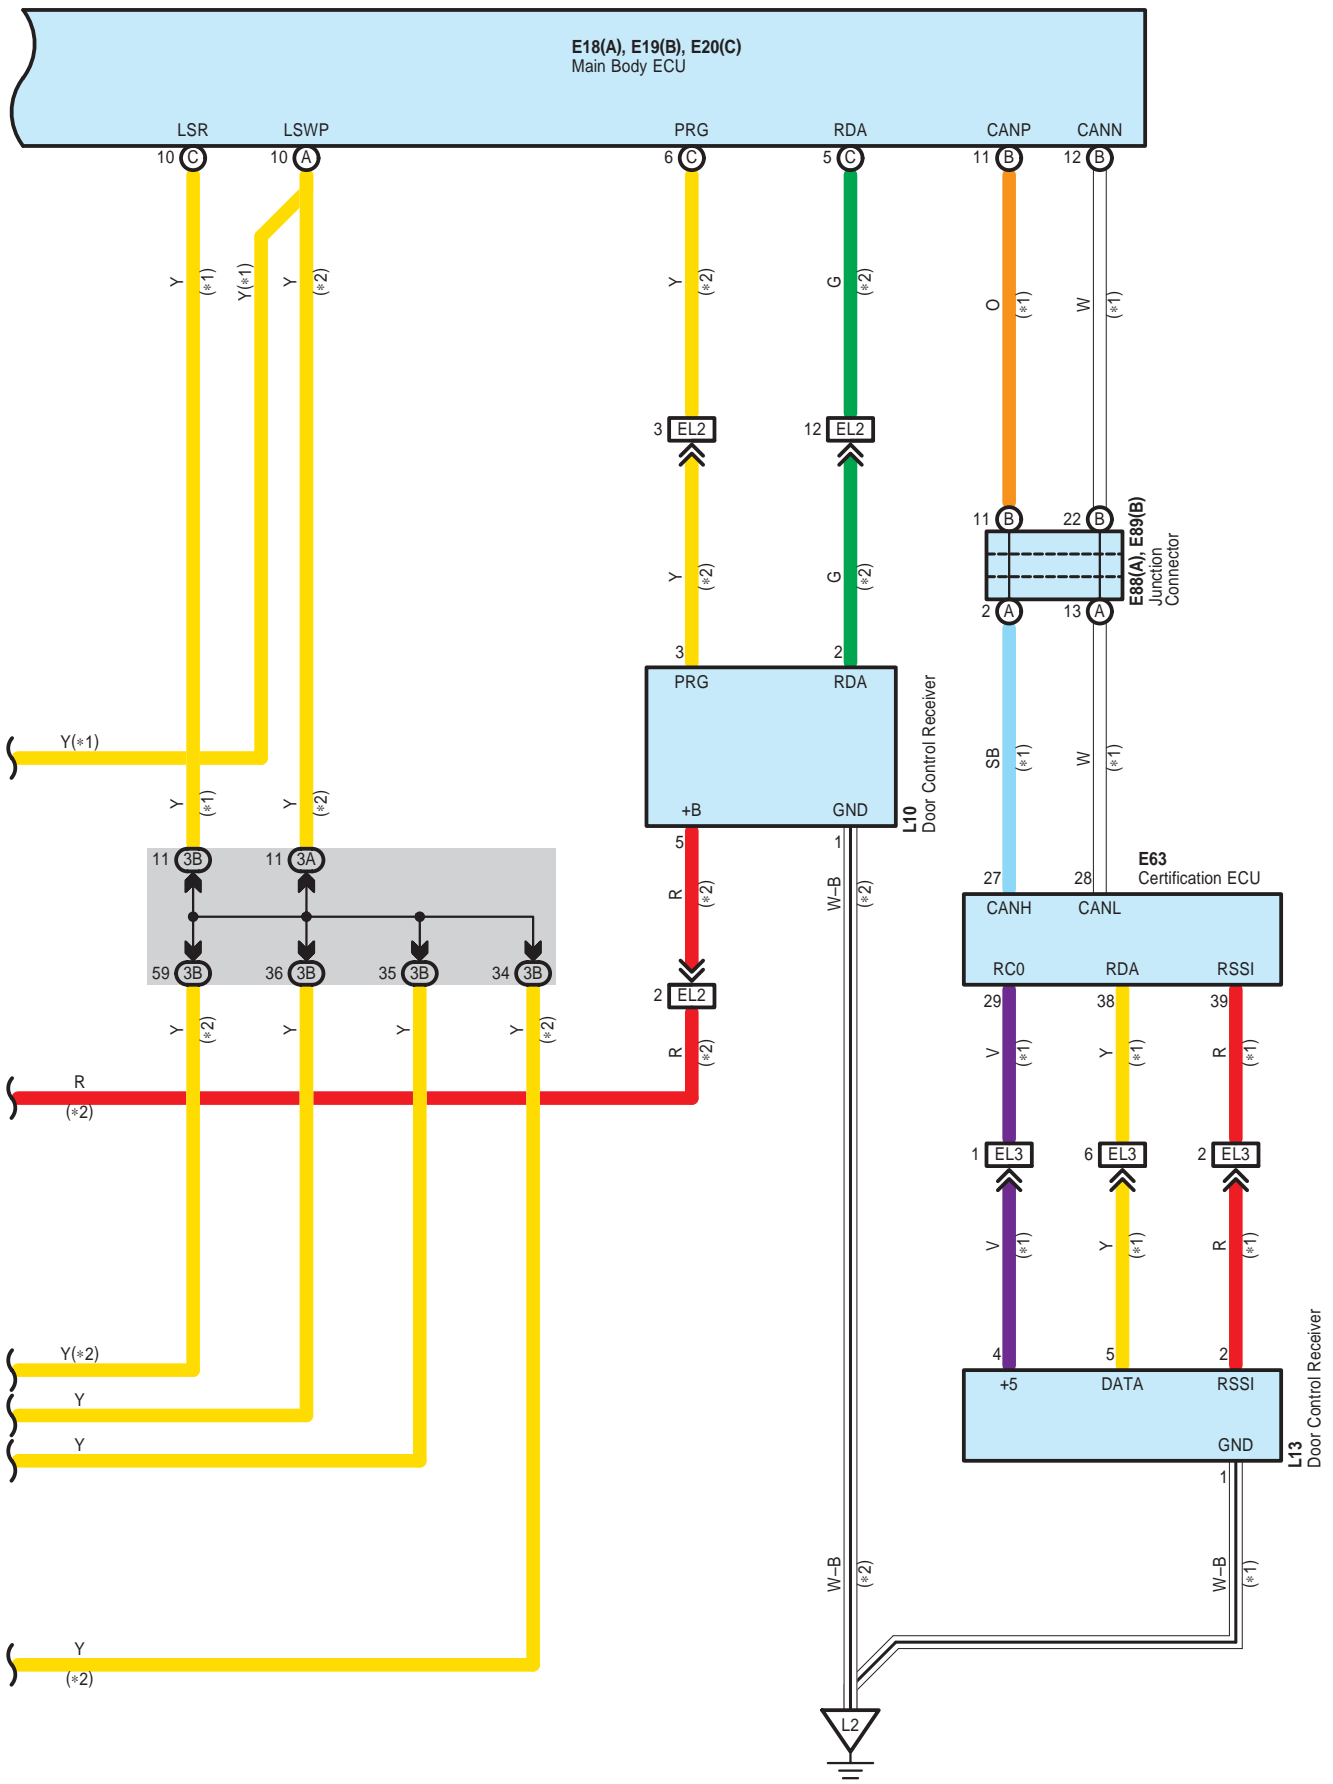 E18(A), E19(B), E20(C)
Main Body ECU
LSR LSWP PRG RDA CANP CANN
10 C 10 A 6 C 5 C 11 B 12 B
Y (*1) Y(*1) Y (*2) Y (*2) G (*2) O (*1) W (*1)
3 EL2 12 EL2
11 B 22 B
E88(A), E89(B)
Junction
Connector
Y (*2) G (*2)
2 A 13 A
3 2
PRG RDA
L10
Door Control Receiver
Y(*1)
SB (*1) W (*1)
Y (*1) Y (*2)
+B GND
5 1
11 3B 11 3A
E63
Certification ECU
27 28
R (*2) W–B (*2)
CANH CANL
59 3B 36 3B 35 3B 34 3B
RC0 RDA RSSI
2 EL2
29 38 39
Y (*2) Y Y Y (*2)
R (*2)
V (*1) Y (*1) R (*1)
R
(*2)
1 EL3 6 EL3 2 EL3
V (*1) Y (*1) R (*1)
Y(*2)
4 5 2
+5 DATA RSSI
L13
Door Control Receiver
Y
Y
GND
1
W–B (*2) W–B (*1)
Y
(*2)
L2